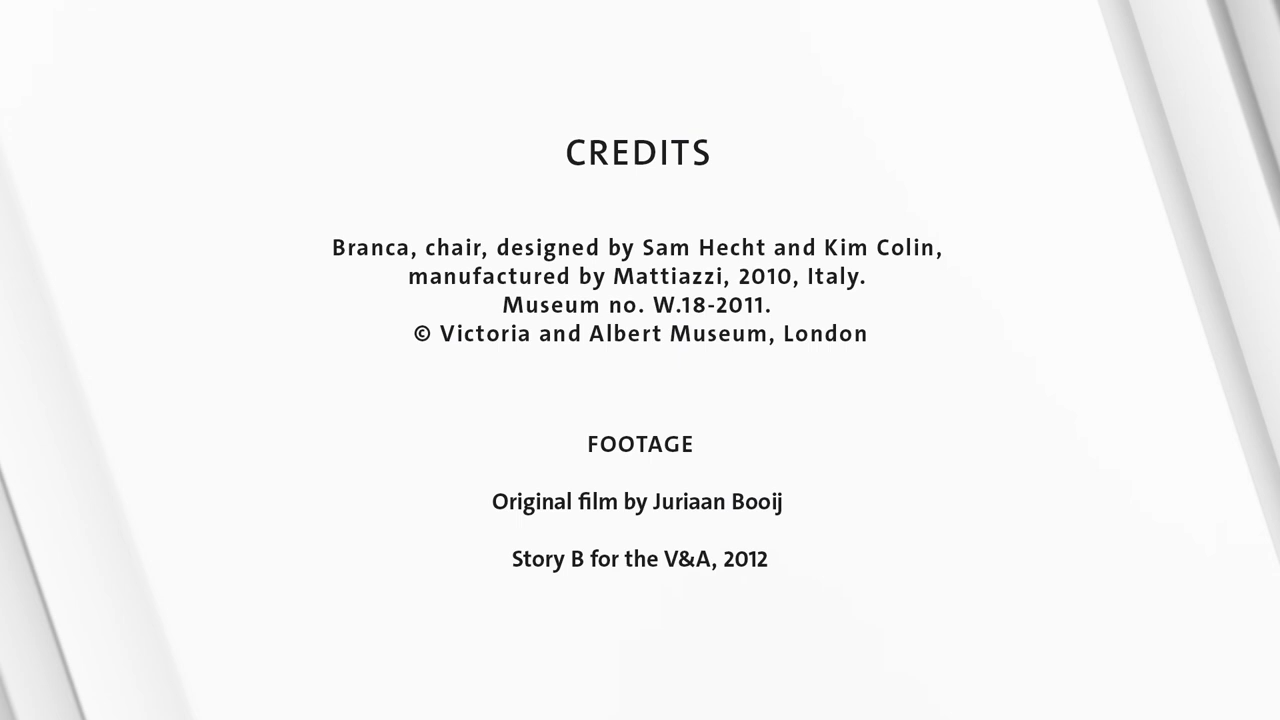 CREDITS
Branca, chair, designed by Sam Hecht and Kim Colin,
manufactured by Mattiazzi, 2010, Italy.
Museum no. W.18-2011.
© Victoria and Albert Museum, London
FOOTAGE
Original film by Juriaan Booij
Story B for the V&A, 2012